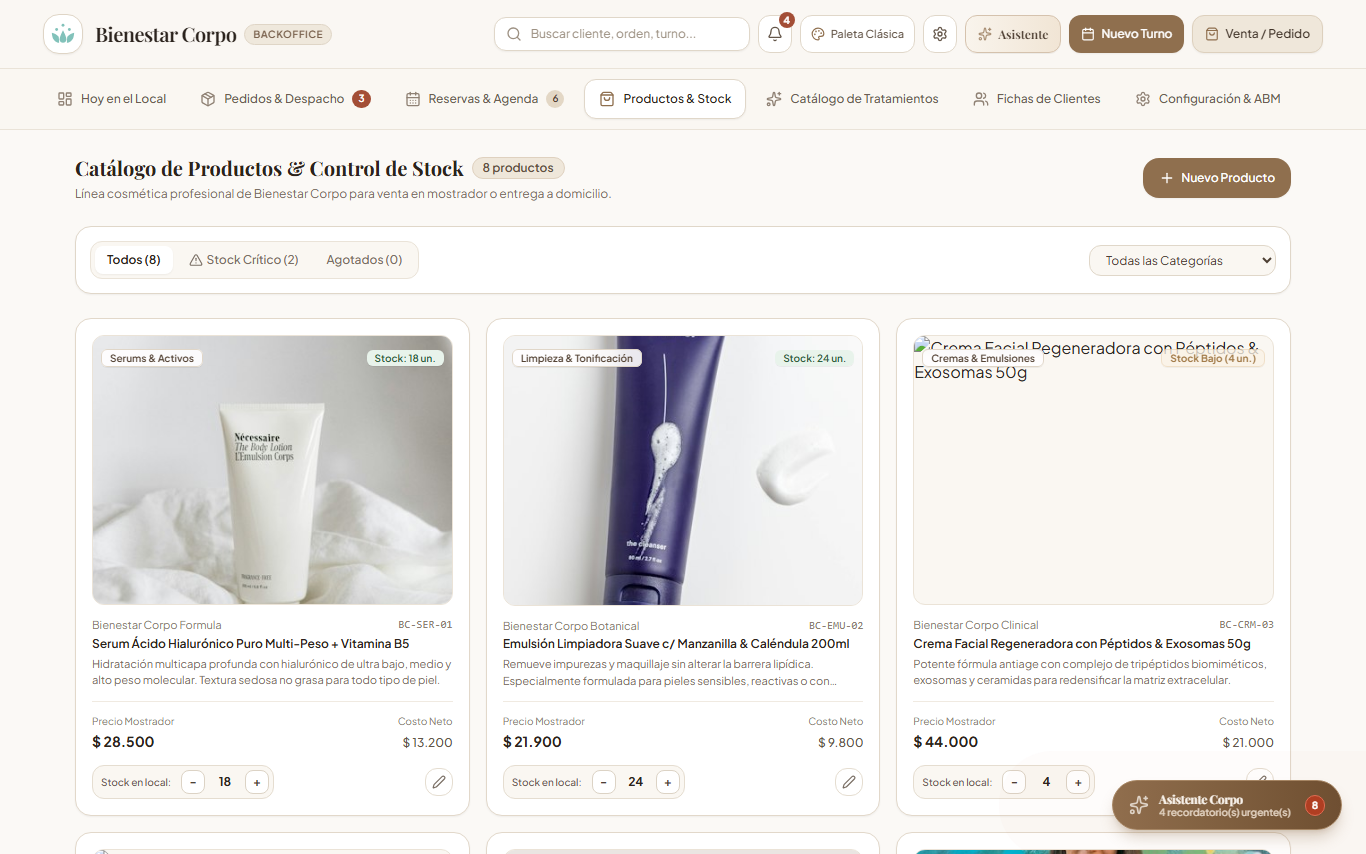 Bienestar Corpo
BACKOFFICE
Buscar cliente, orden, turno...
4
Paleta Clásica
Asistente
Nuevo Turno
Venta / Pedido
Hoy en el Local
Pedidos & Despacho 3
Reservas & Agenda 6
Productos & Stock
Catálogo de Tratamientos
Fichas de Clientes
Configuración & ABM
Catálogo de Productos & Control de Stock
8 productos
Línea cosmética profesional de Bienestar Corpo para venta en mostrador o entrega a domicilio.
+ Nuevo Producto
Todos (8)
Stock Crítico (2)
Agotados (0)
Todas las Categorías
Serums & Activos
Stock: 18 un.
Nécessaire
The Body Lotion
L'Emulsion Corps
FRAGRANCE FREE
Bienestar Corpo Formula
BC-SER-01
Serum Ácido Hialurónico Puro Multi-Peso + Vitamina B5
Hidratación multicapa profunda con hialurónico de ultra bajo, medio y
alto peso molecular. Textura sedosa no grasa para todo tipo de piel.
Precio Mostrador
Costo Neto
$ 28.500
$ 13.200
Stock en local:
− 18 +
Limpieza & Tonificación
Stock: 24 un.
the cleanser
80 ml / 2.7 fl oz
Bienestar Corpo Botanical
BC-EMU-02
Emulsión Limpiadora Suave c/ Manzanilla & Caléndula 200ml
Remueve impurezas y maquillaje sin alterar la barrera lipídica.
Especialmente formulada para pieles sensibles, reactivas o con...
Precio Mostrador
Costo Neto
$ 21.900
$ 9.800
Stock en local:
− 24 +
Crema Facial Regeneradora con Péptidos &
Exosomas 50g
Cremas & Emulsiones
Stock Bajo (4 un.)
Bienestar Corpo Clinical
BC-CRM-03
Crema Facial Regeneradora con Péptidos & Exosomas 50g
Potente fórmula antiage con complejo de tripéptidos biomiméticos,
exosomas y ceramidas para redensificar la matriz extracelular.
Precio Mostrador
Costo Neto
$ 44.000
$ 21.000
Stock en local:
− 4 +
Asistente Corpo
4 recordatorio(s) urgente(s)
8